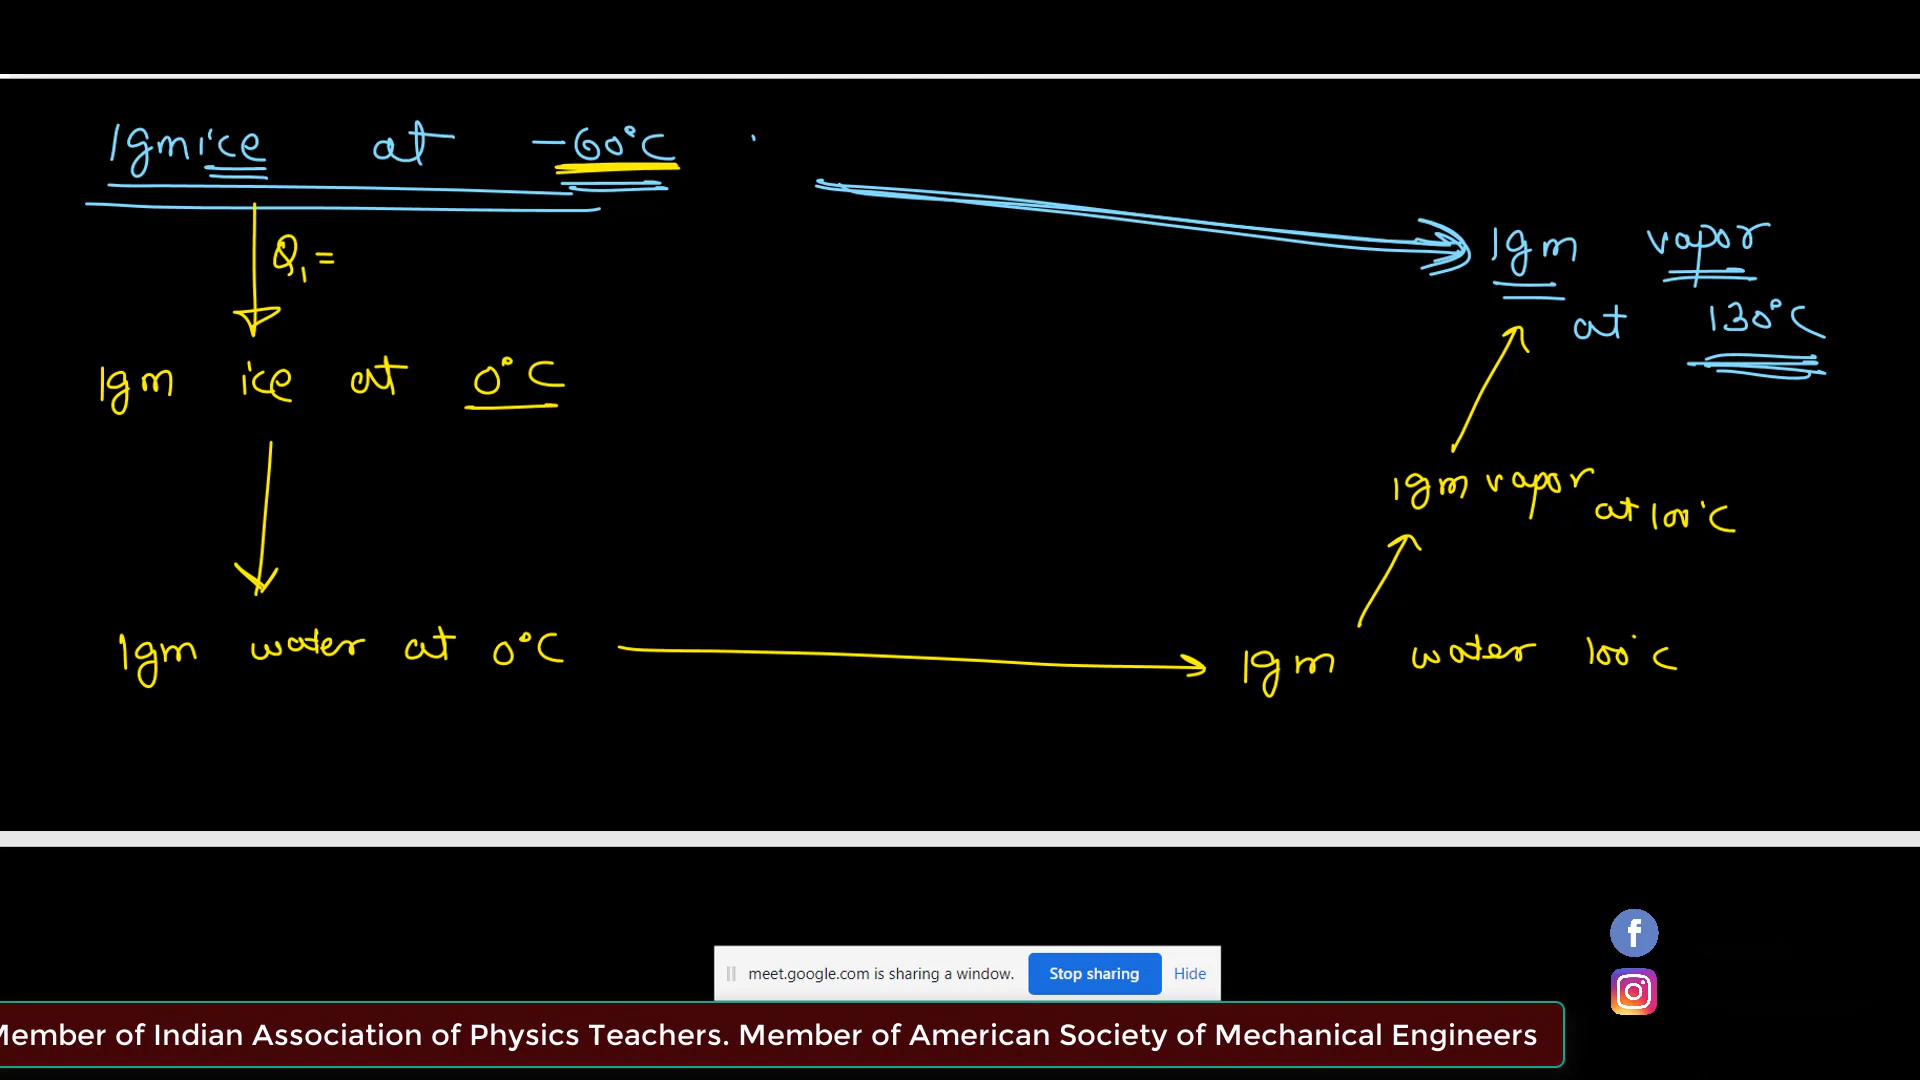 1gm ice at -60°C
1gm vapor
at 130°C
Q₁ =
1gm ice at 0°C
1gm vapor at 100°C
1gm water at 0°C
1gm water 100°C
meet.google.com is sharing a window. Stop sharing Hide
Member of Indian Association of Physics Teachers. Member of American Society of Mechanical Engineers